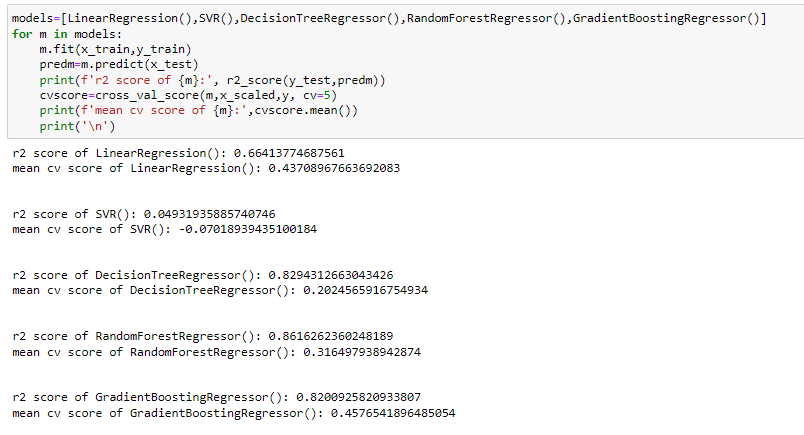 models=[LinearRegression(),SVR(),DecisionTreeRegressor(),RandomForestRegressor(),GradientBoostingRegressor()]
for m in models:
    m.fit(x_train,y_train)
    predm=m.predict(x_test)
    print(f'r2 score of {m}:', r2_score(y_test,predm))
    cvscore=cross_val_score(m,x_scaled,y, cv=5)
    print(f'mean cv score of {m}:',cvscore.mean())
    print('\n')
r2 score of LinearRegression(): 0.66413774687561
mean cv score of LinearRegression(): 0.43708967663692083
r2 score of SVR(): 0.04931935885740746
mean cv score of SVR(): -0.07018939435100184
r2 score of DecisionTreeRegressor(): 0.8294312663043426
mean cv score of DecisionTreeRegressor(): 0.2024565916754934
r2 score of RandomForestRegressor(): 0.8616262360248189
mean cv score of RandomForestRegressor(): 0.316497938942874
r2 score of GradientBoostingRegressor(): 0.8200925820933807
mean cv score of GradientBoostingRegressor(): 0.4576541896485054